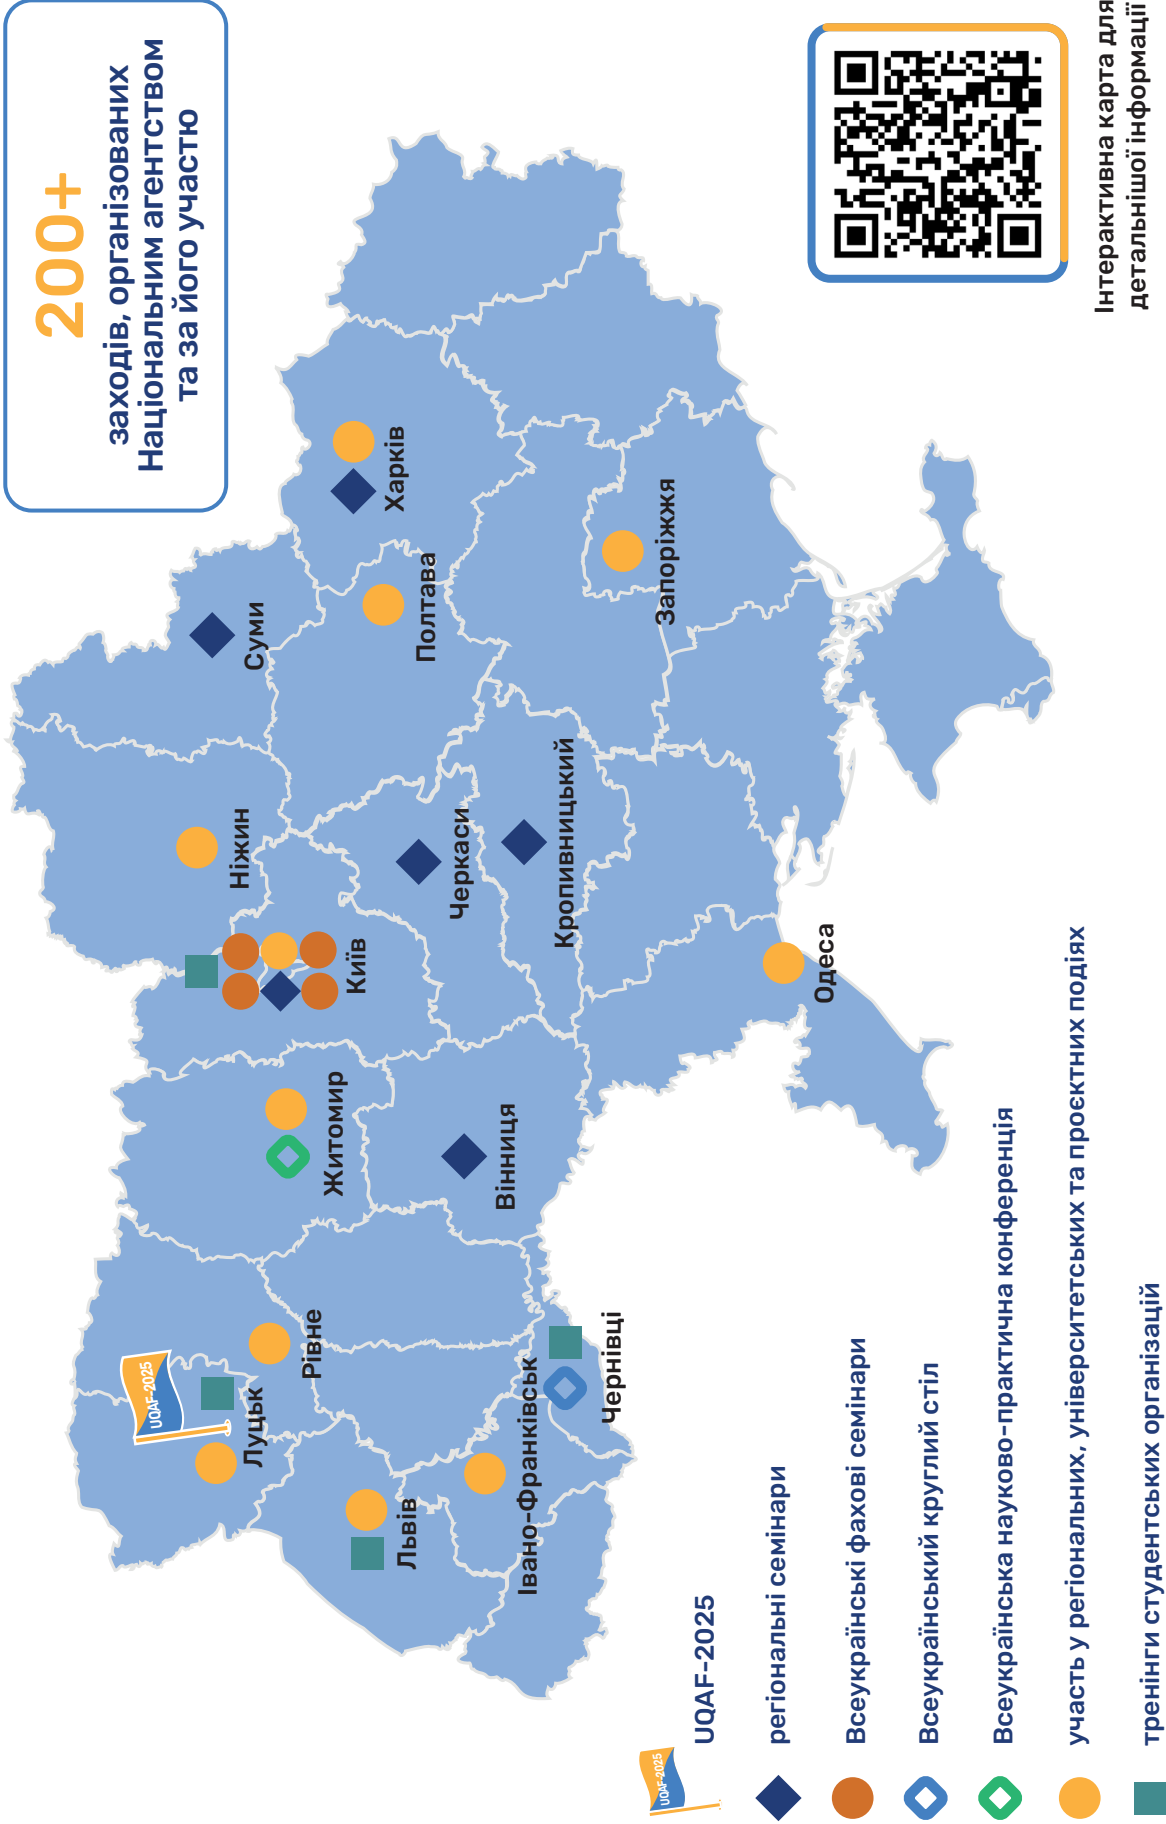 200+
заходів, організованих
Національним агентством
та за його участю
Суми
Харків
Полтава
Запоріжжя
Ніжин
Київ
Черкаси
Кропивницький
Одеса
Житомир
Вінниця
UQAF-2025
Рівне
Луцьк
Львів
Івано-Франківськ
Чернівці
UQAF-2025
UQAF-2025
регіональні семінари
Всеукраїнські фахові семінари
Всеукраїнський круглий стіл
Всеукраїнська науково-практична конференція
участь у регіональних, університетських та проєктних подіях
тренінги студентських організацій
Інтерактивна карта для
детальнішої інформації